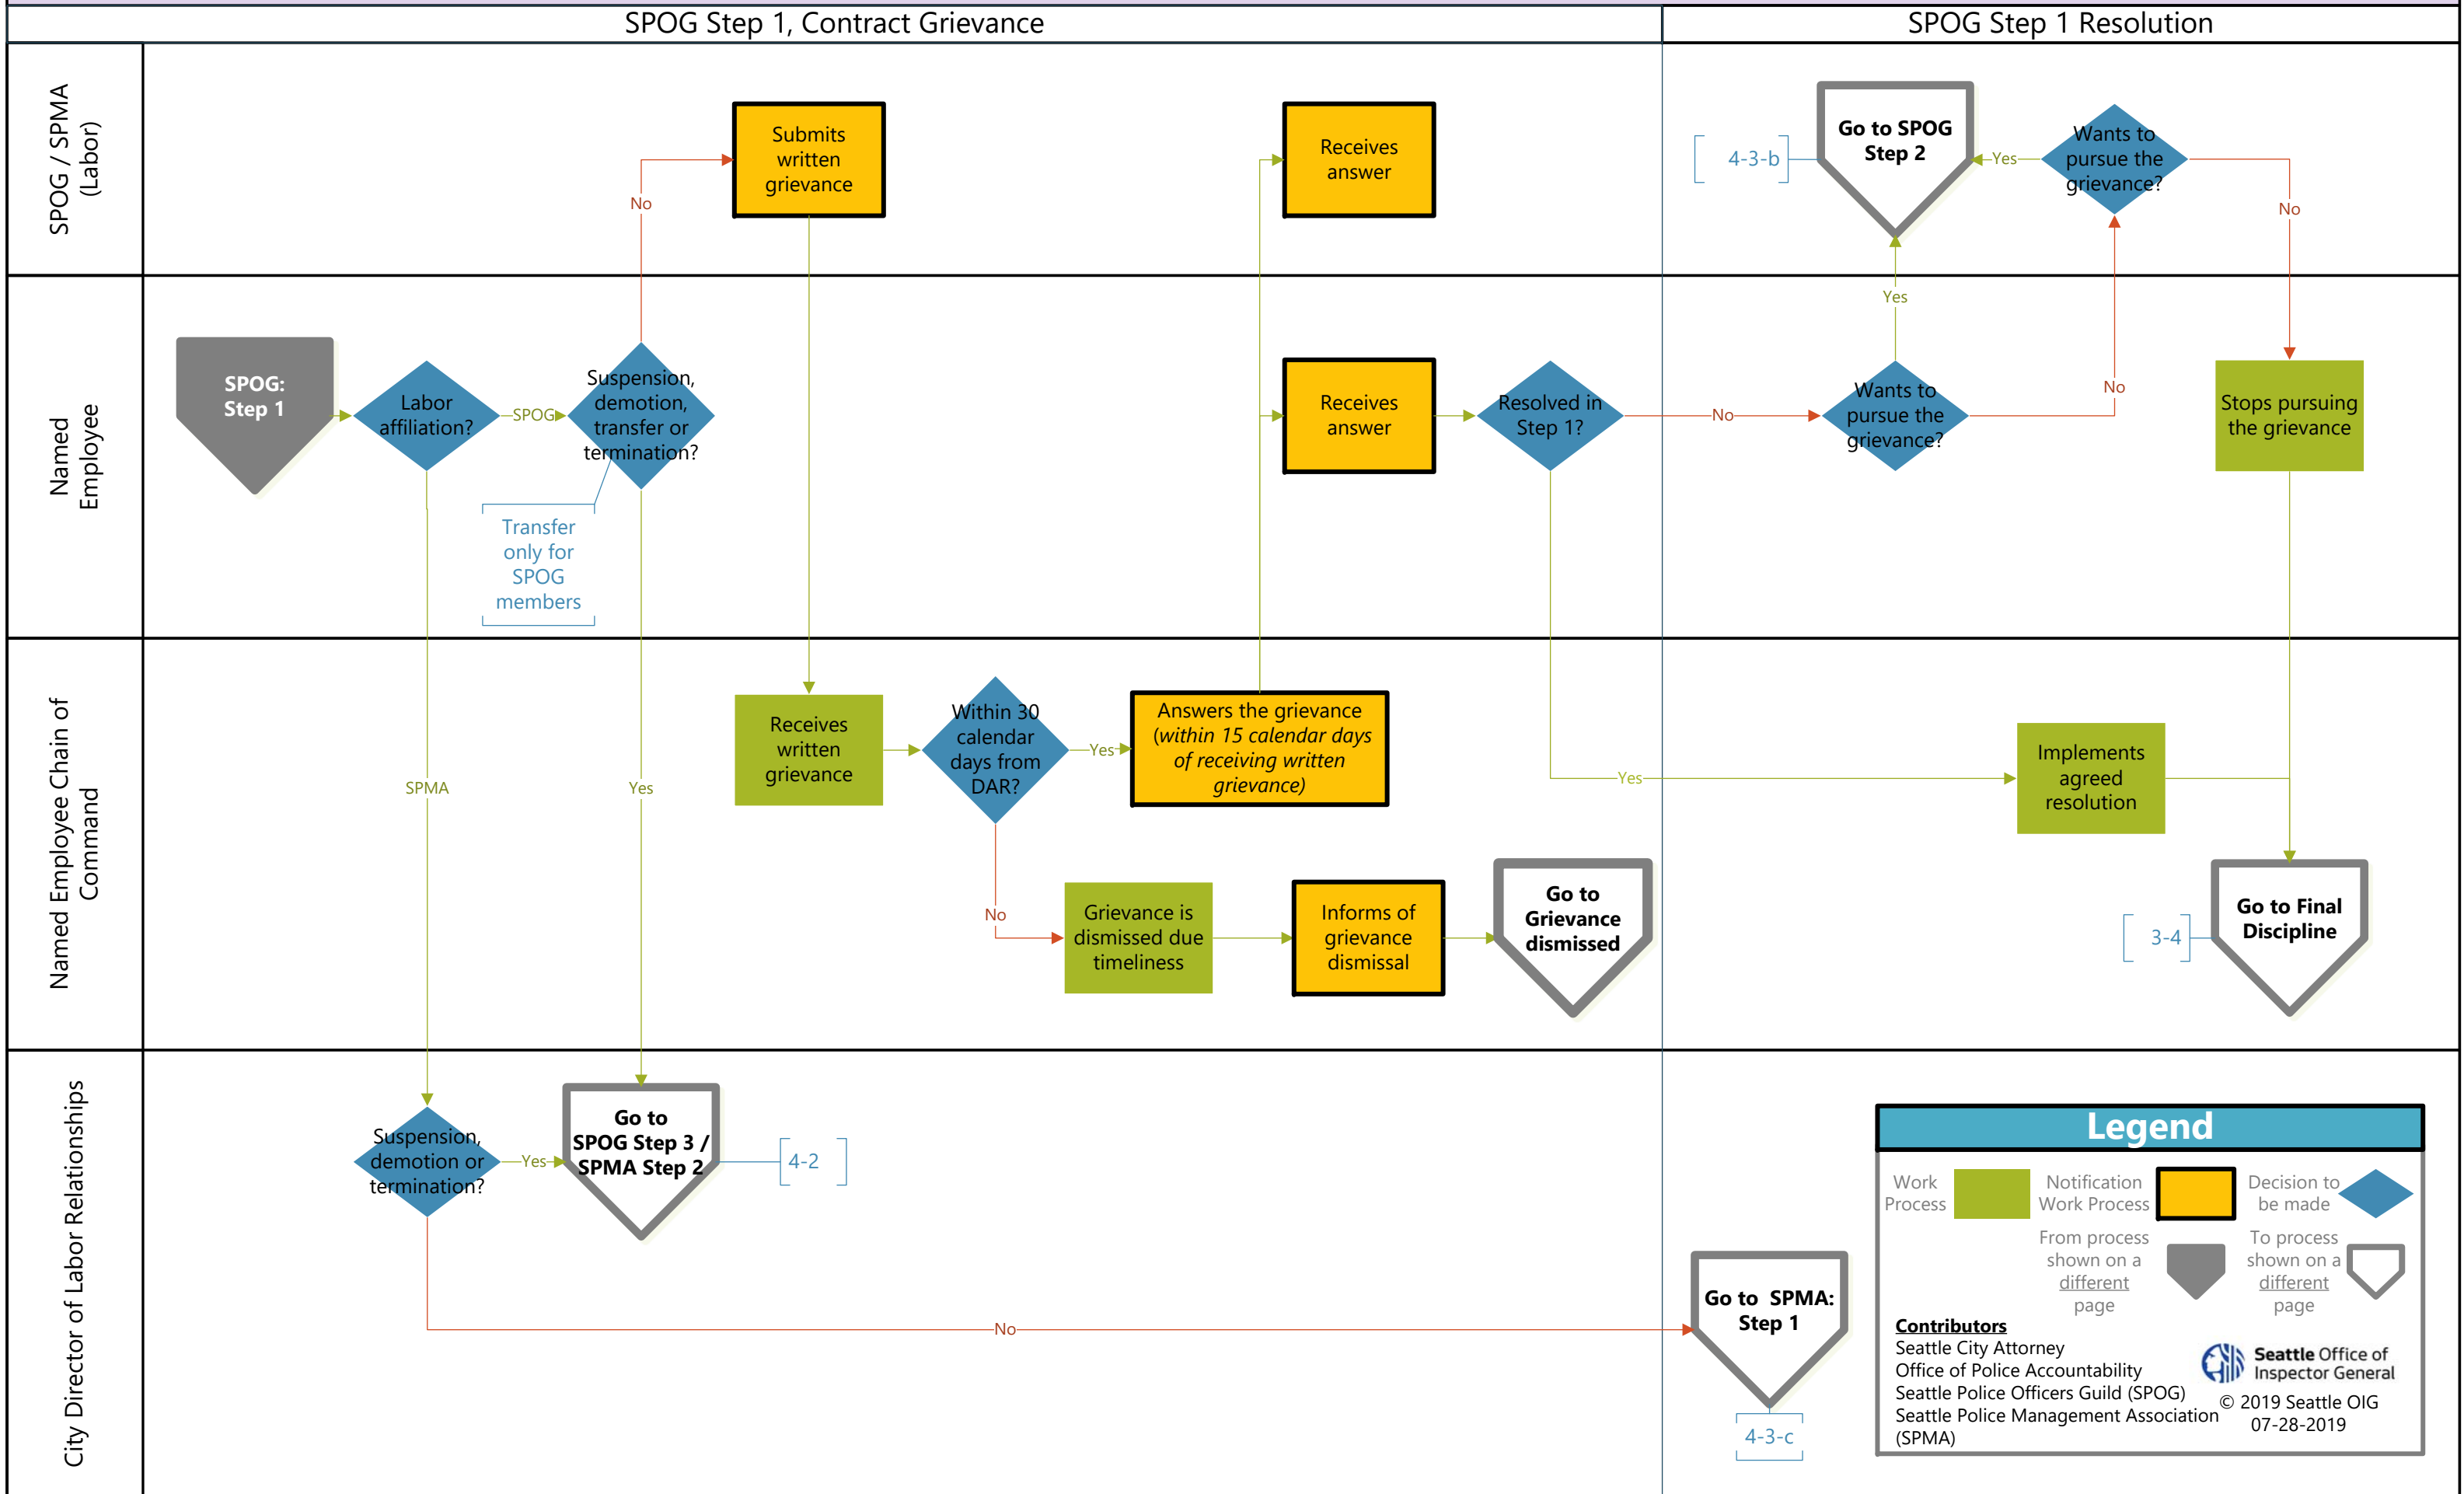 SPOG Step 1, Contract Grievance
SPOG Step 1 Resolution
SPOG / SPMA
(Labor)
Submits
written
grievance
Receives
answer
4-3-b
Go to SPOG
Step 2
Yes
Wants to
pursue the
grievance?
No
No
Named
Employee
SPOG:
Step 1
Labor
affiliation?
SPOG
Suspension,
demotion,
transfer or
termination?
Transfer
only for
SPOG
members
Receives
answer
Resolved in
Step 1?
No
Yes
Wants to
pursue the
grievance?
No
Stops pursuing
the grievance
Named Employee Chain of
Command
SPMA
Yes
Receives
written
grievance
Within 30
calendar
days from
DAR?
Yes
Answers the grievance
(within 15 calendar days
of receiving written
grievance)
Yes
Implements
agreed
resolution
No
Grievance is
dismissed due
timeliness
Informs of
grievance
dismissal
Go to
Grievance
dismissed
3-4
Go to Final
Discipline
City Director of Labor Relationships
Suspension,
demotion or
termination?
Yes
Go to
SPOG Step 3 /
SPMA Step 2
4-2
No
Go to SPMA:
Step 1
4-3-c
Legend
Work
Process
Notification
Work Process
Decision to
be made
From process
shown on a
different
page
To process
shown on a
different
page
Contributors
Seattle City Attorney
Office of Police Accountability
Seattle Police Officers Guild (SPOG)
Seattle Police Management Association
(SPMA)
Seattle Office of
Inspector General
© 2019 Seattle OIG
07-28-2019